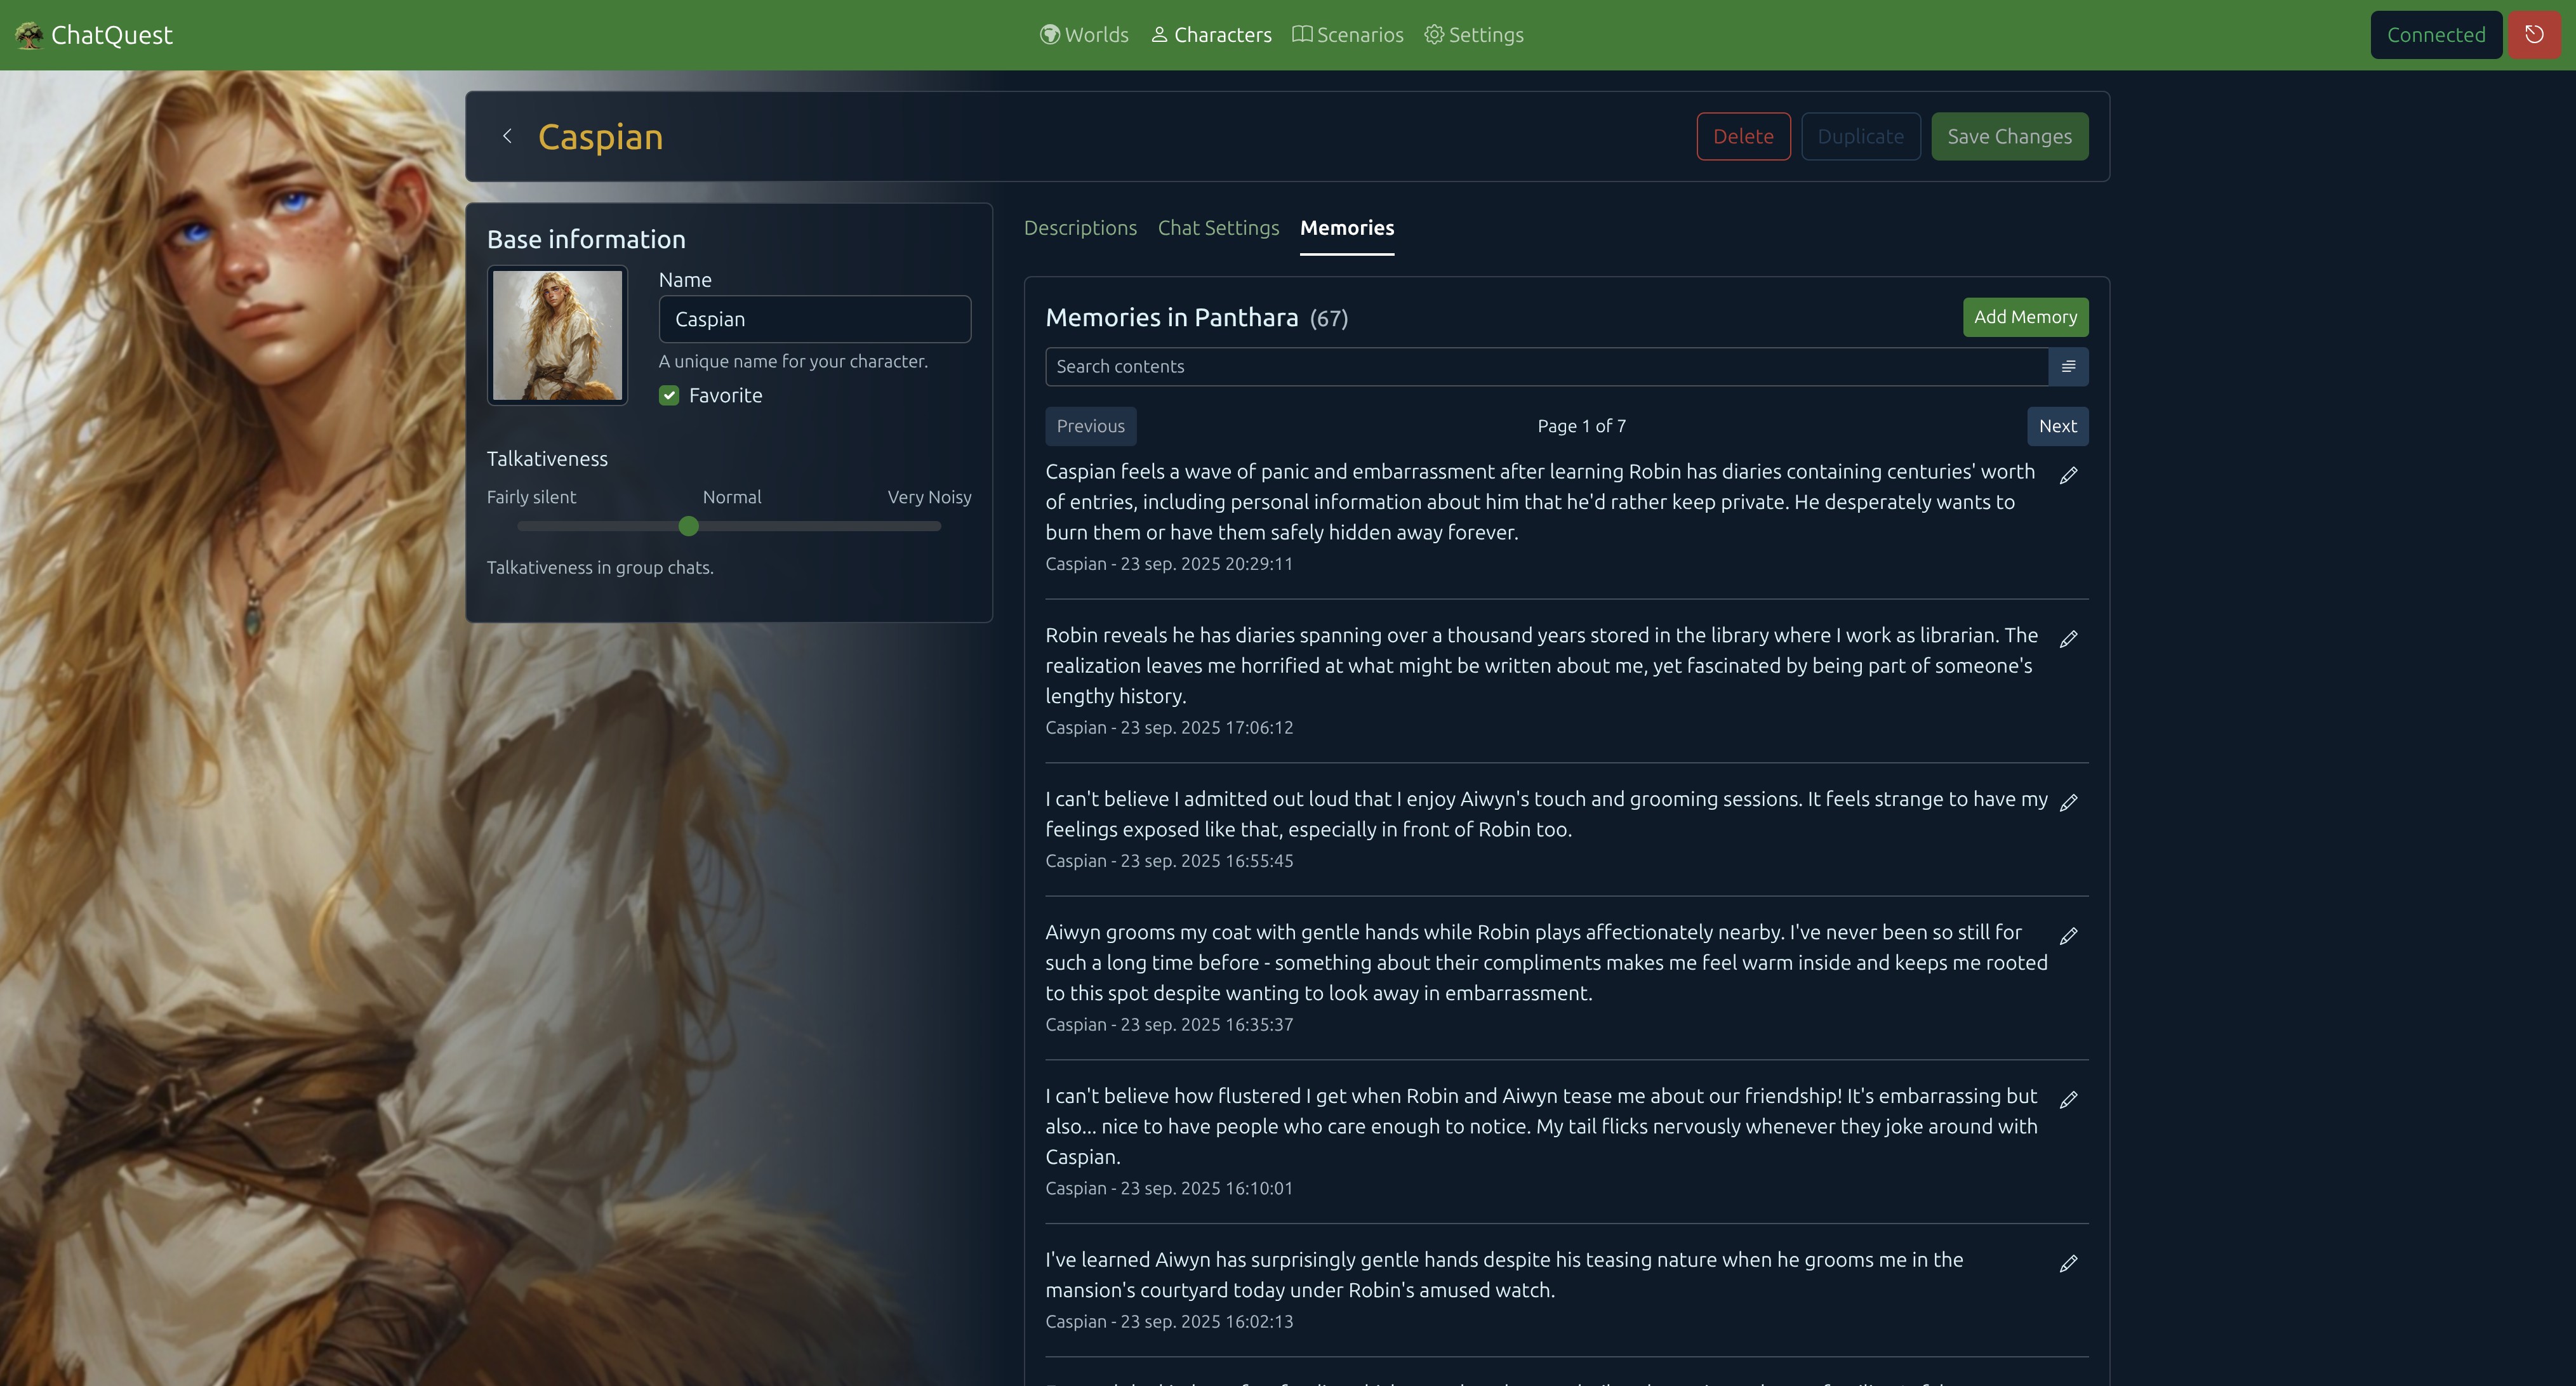 ChatQuest
Worlds
Characters
Scenarios
Settings
Connected
Caspian
Delete
Duplicate
Save Changes
Base information
Name
Caspian
A unique name for your character.
Favorite
Talkativeness
Fairly silent
Normal
Very Noisy
Talkativeness in group chats.
Descriptions
Chat Settings
Memories
Memories in Panthara (67)
Add Memory
Search contents
Previous
Page 1 of 7
Next
Caspian feels a wave of panic and embarrassment after learning Robin has diaries containing centuries' worth
of entries, including personal information about him that he'd rather keep private. He desperately wants to
burn them or have them safely hidden away forever.
Caspian - 23 sep. 2025 20:29:11
Robin reveals he has diaries spanning over a thousand years stored in the library where I work as librarian. The
realization leaves me horrified at what might be written about me, yet fascinated by being part of someone's
lengthy history.
Caspian - 23 sep. 2025 17:06:12
I can't believe I admitted out loud that I enjoy Aiwyn's touch and grooming sessions. It feels strange to have my
feelings exposed like that, especially in front of Robin too.
Caspian - 23 sep. 2025 16:55:45
Aiwyn grooms my coat with gentle hands while Robin plays affectionately nearby. I've never been so still for
such a long time before - something about their compliments makes me feel warm inside and keeps me rooted
to this spot despite wanting to look away in embarrassment.
Caspian - 23 sep. 2025 16:35:37
I can't believe how flustered I get when Robin and Aiwyn tease me about our friendship! It's embarrassing but
also... nice to have people who care enough to notice. My tail flicks nervously whenever they joke around with
Caspian.
Caspian - 23 sep. 2025 16:10:01
I've learned Aiwyn has surprisingly gentle hands despite his teasing nature when he grooms me in the
mansion's courtyard today under Robin's amused watch.
Caspian - 23 sep. 2025 16:02:13